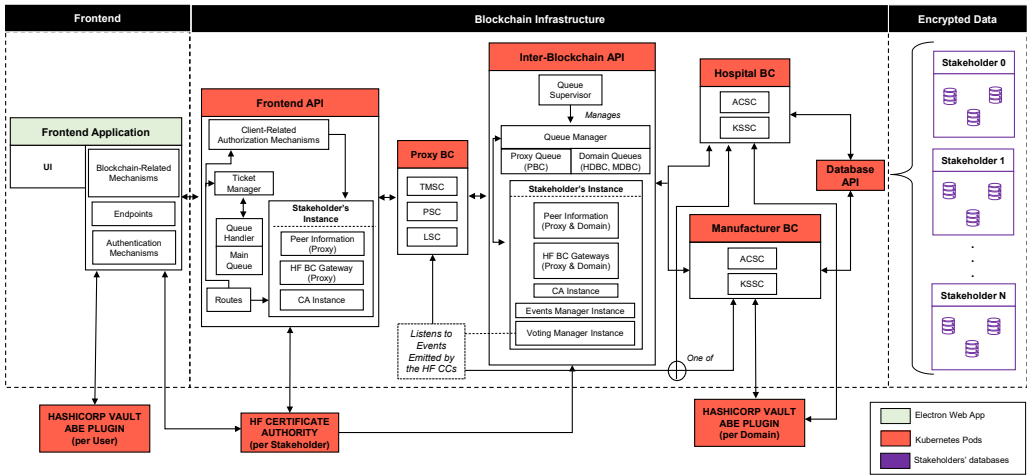 Frontend
Blockchain Infrastructure
Encrypted Data
Frontend Application
UI
Blockchain-Related
Mechanisms
Endpoints
Authentication
Mechanisms
Frontend API
Client-Related
Authorization Mechanisms
Ticket
Manager
Queue
Handler
Main
Queue
Routes
Stakeholder's
Instance
Peer Information
(Proxy)
HF BC Gateway
(Proxy)
CA Instance
Proxy BC
TMSC
PSC
LSC
Listens to
Events
Emitted by
the HF CCs
Inter-Blockchain API
Queue
Supervisor
Manages
Queue Manager
Proxy Queue
(PBC)
Domain Queues
(HDBC, MDBC)
Stakeholder's Instance
Peer Information
(Proxy & Domain)
HF BC Gateways
(Proxy & Domain)
CA Instance
Events Manager Instance
Voting Manager Instance
Hospital BC
ACSC
KSSC
Manufacturer BC
ACSC
KSSC
One of
Database
API
Stakeholder 0
Stakeholder 1
.
.
.
Stakeholder N
HASHICORP VAULT
ABE PLUGIN
(per User)
HF CERTIFICATE
AUTHORITY
(per Stakeholder)
HASHICORP VAULT
ABE PLUGIN
(per Domain)
Electron Web App
Kubernetes Pods
Stakeholders' databases